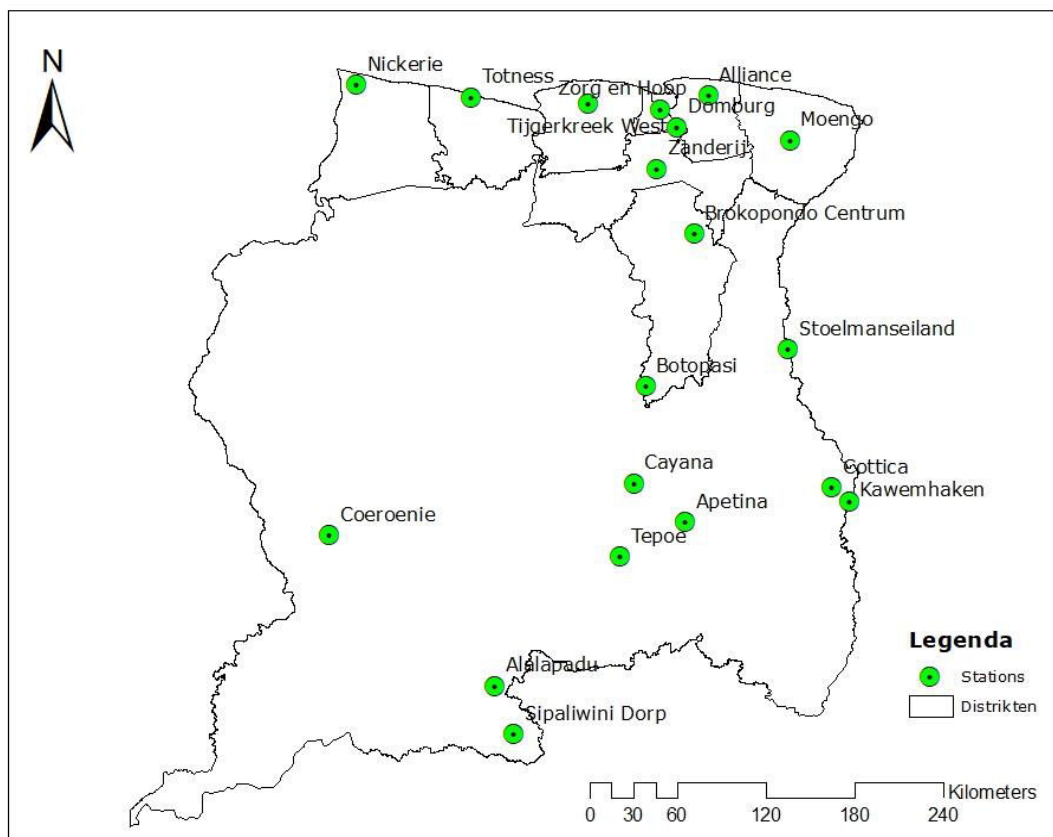 N
Nickerie
Totness
Zorg en Hoop
Alliance
Domburg
Tijgerkreek West
Moengo
Zanderij
Brokopondo Centrum
Stoelmanseiland
Botopasi
Cayana
Cottica
Kawemhaken
Apetina
Coeroenie
Tepoe
Alalapadu
Sipaliwini Dorp
Legenda
Stations
Distrikten
Kilometers
0 30 60 120 180 240